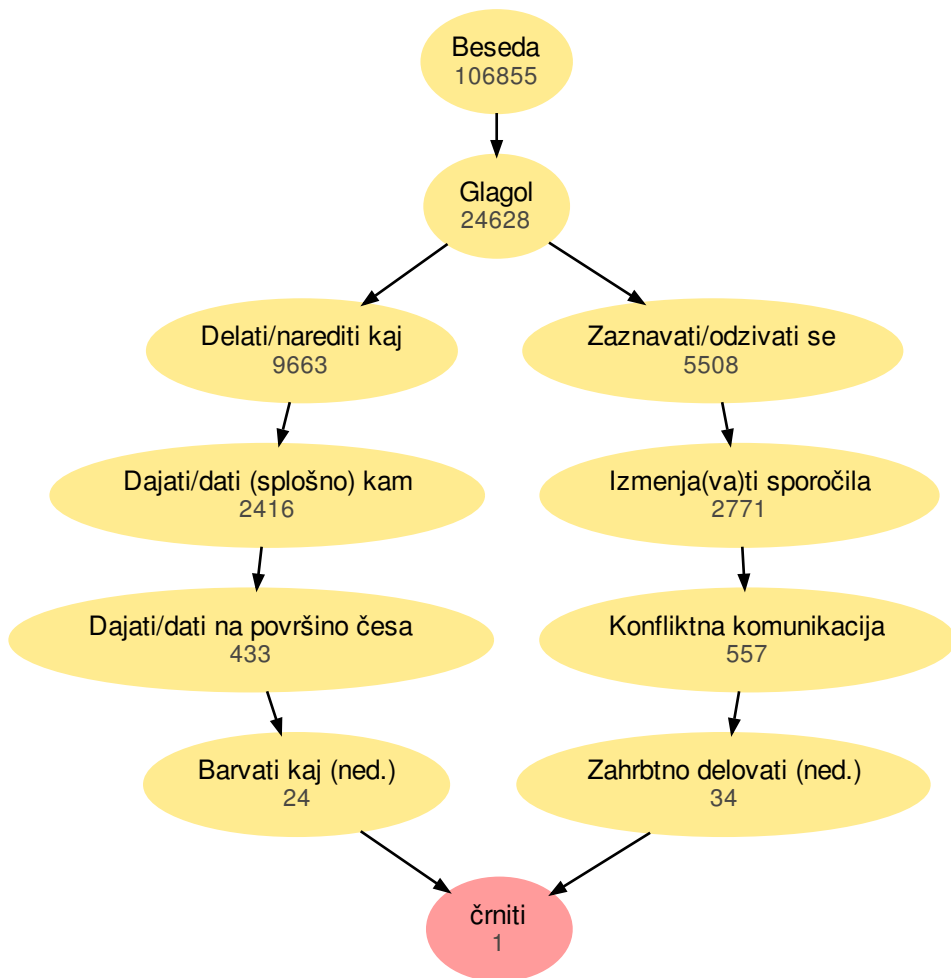 Beseda
106855
Glagol
24628
Delati/narediti kaj
9663
Zaznavati/odzivati se
5508
Dajati/dati (splošno) kam
2416
Izmenja(va)ti sporočila
2771
Dajati/dati na površino česa
433
Konfliktna komunikacija
557
Barvati kaj (ned.)
24
Zahrbtno delovati (ned.)
34
črniti
1